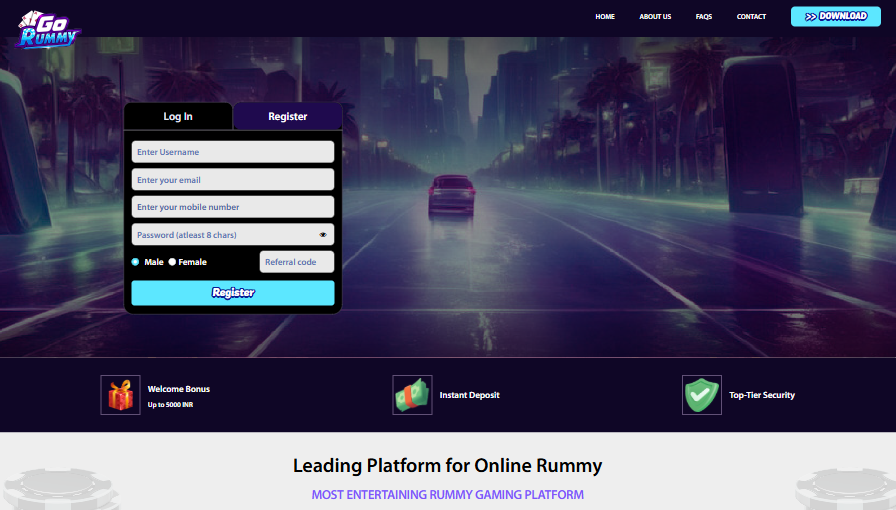 Go
Rummy
HOME
ABOUT US
FAQS
CONTACT
>> DOWNLOAD
Log In
Register
Enter Username
Enter your email
Enter your mobile number
Password (atleast 8 chars)
Male
Female
Referral code
Register
Welcome Bonus
Up to 5000 INR
Instant Deposit
Top-Tier Security
Leading Platform for Online Rummy
MOST ENTERTAINING RUMMY GAMING PLATFORM